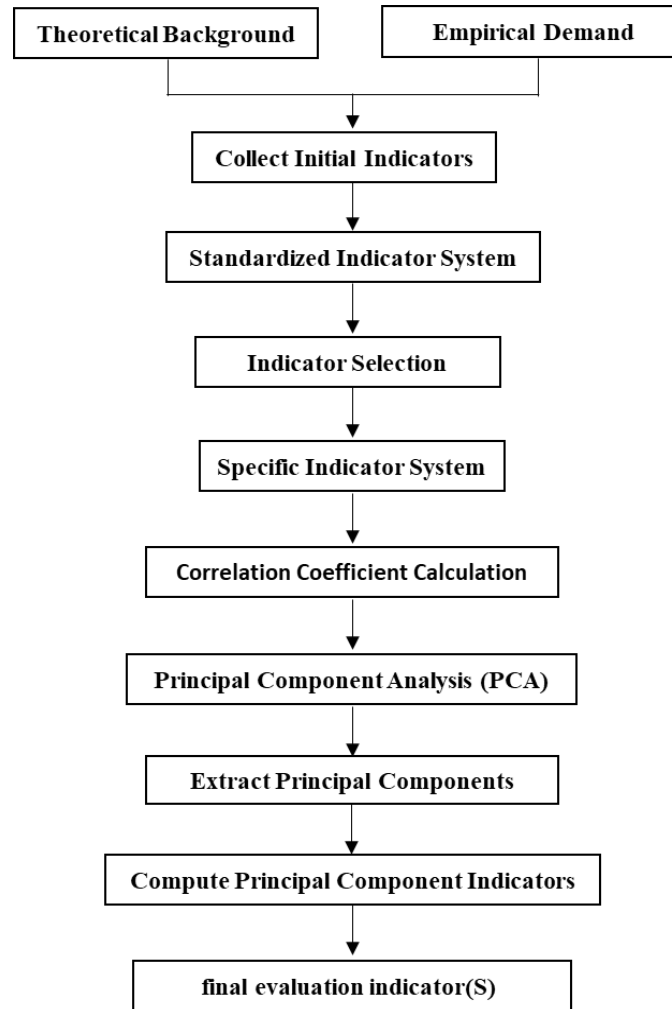 Theoretical Background
Empirical Demand
Collect Initial Indicators
Standardized Indicator System
Indicator Selection
Specific Indicator System
Correlation Coefficient Calculation
Principal Component Analysis (PCA)
Extract Principal Components
Compute Principal Component Indicators
final evaluation indicator(S)